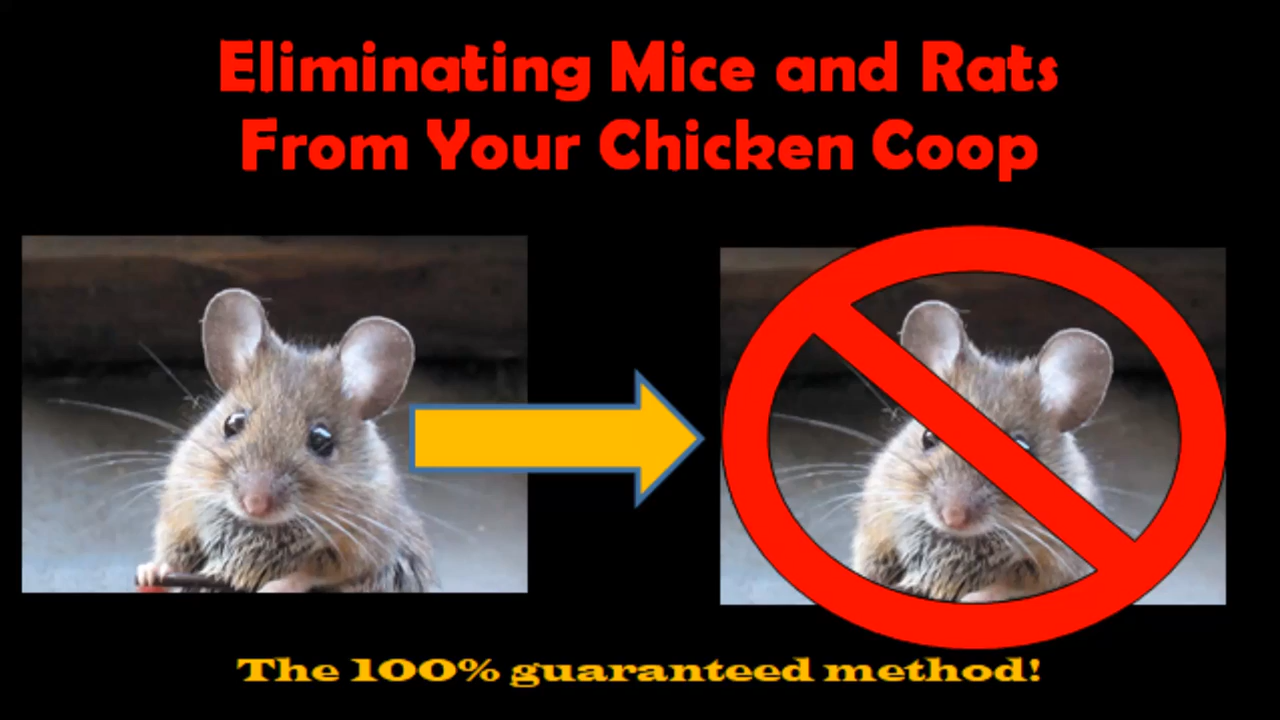 Eliminating Mice and Rats
From Your Chicken Coop
The 100% guaranteed method!